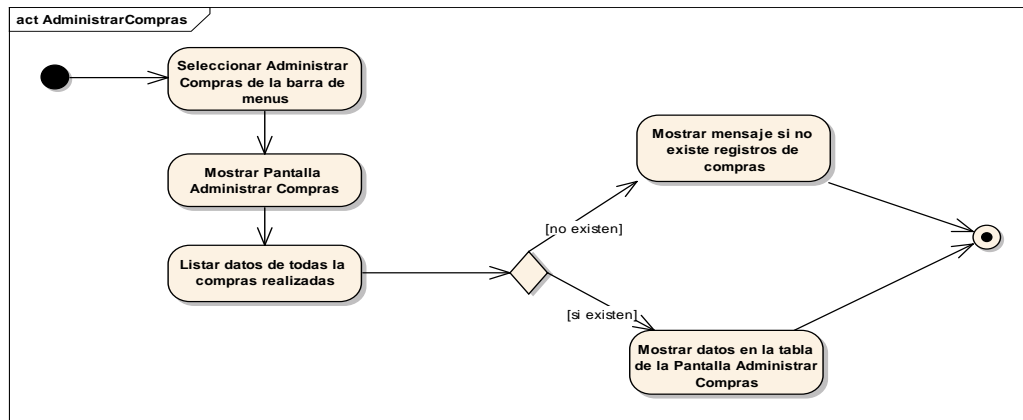 act AdministrarCompras
Seleccionar Administrar
Compras de la barra de
menus
Mostrar Pantalla
Administrar Compras
Listar datos de todas la
compras realizadas
[no existen]
Mostrar mensaje si no
existe registros de
compras
[si existen]
Mostrar datos en la tabla
de la Pantalla Administrar
Compras